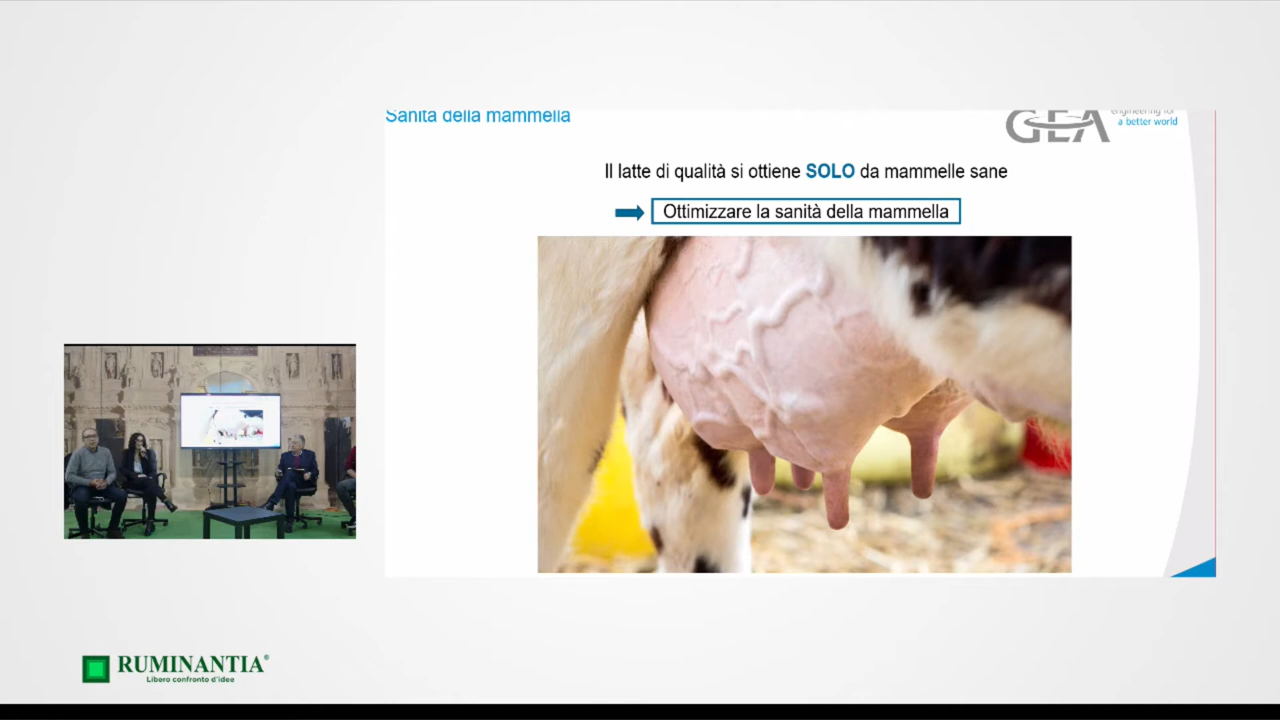 Sanità della mammella
GEA
engineering for
a better world
Il latte di qualità si ottiene SOLO da mammelle sane
Ottimizzare la sanità della mammella
RUMINANTIA®
Libero confronto d'idee